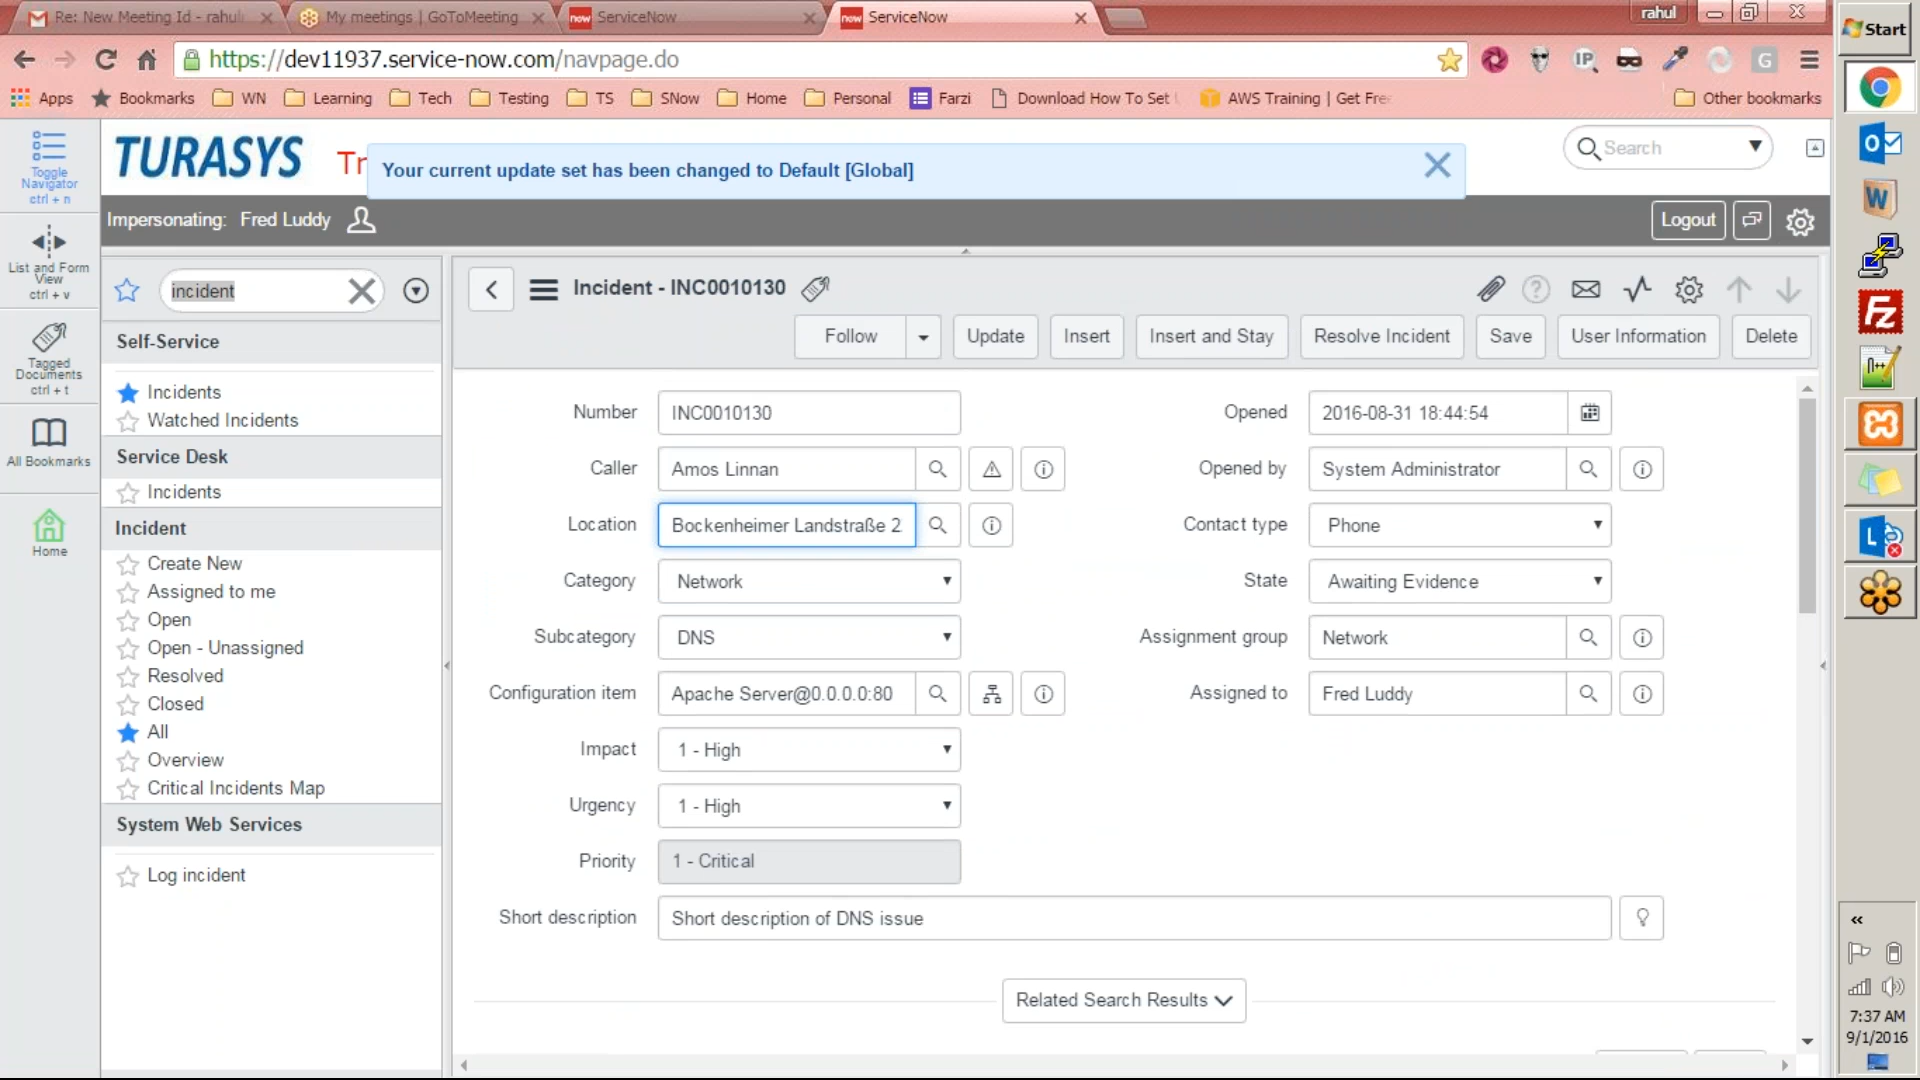 Re: New Meeting Id - rahul
My meetings | GoToMeeting
now ServiceNow
now ServiceNow
rahul
Start
https://dev11937.service-now.com/navpage.do
IP
G
Apps
Bookmarks
WN
Learning
Tech
Testing
TS
SNow
Home
Personal
Farzi
Download How To Set
AWS Training | Get Fre
Other bookmarks
Toggle
Navigator
ctrl + n
TURASYS
Tr
Your current update set has been changed to Default [Global]
Search
Impersonating: Fred Luddy
Logout
List and Form
View
ctrl + v
incident
Incident - INC0010130
Follow
Update
Insert
Insert and Stay
Resolve Incident
Save
User Information
Delete
Tagged
Documents
ctrl + t
All Bookmarks
Home
Self-Service
Incidents
Watched Incidents
Service Desk
Incidents
Incident
Create New
Assigned to me
Open
Open - Unassigned
Resolved
Closed
All
Overview
Critical Incidents Map
System Web Services
Log incident
Number INC0010130
Caller Amos Linnan
Location Bockenheimer Landstraße 2
Category Network
Subcategory DNS
Configuration item Apache Server@0.0.0.0:80
Impact 1 - High
Urgency 1 - High
Priority 1 - Critical
Short description Short description of DNS issue
Opened 2016-08-31 18:44:54
Opened by System Administrator
Contact type Phone
State Awaiting Evidence
Assignment group Network
Assigned to Fred Luddy
Related Search Results
7:37 AM
9/1/2016